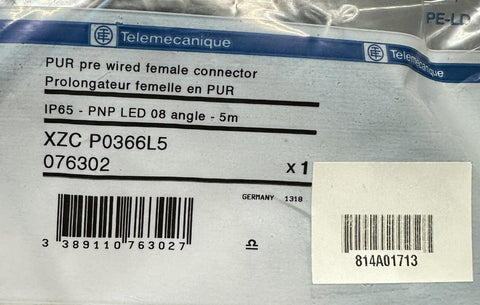 PE-LD
Telemecanique
Telemecanique
PUR pre wired female connector
Prolongateur femelle en PUR
IP65 - PNP LED 08 angle - 5m
XZC P0366L5
076302 x 1
GERMANY 1318
3 389110 763027
814A01713